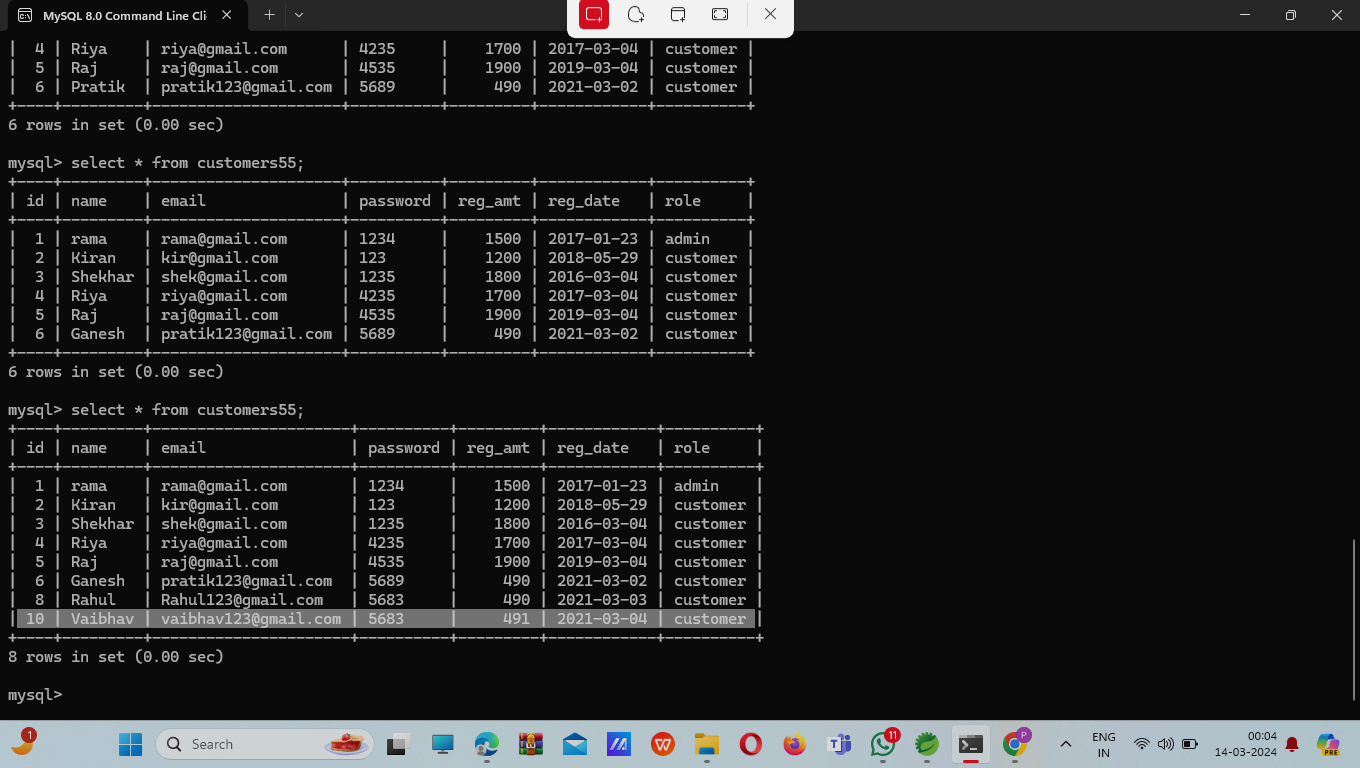 MySQL 8.0 Command Line Cli
| 4 | Riya | riya@gmail.com | 4235 | 1700 | 2017-03-04 | customer |
| 5 | Raj | raj@gmail.com | 4535 | 1900 | 2019-03-04 | customer |
| 6 | Pratik | pratik123@gmail.com | 5689 | 490 | 2021-03-02 | customer |
+----+----------+---------------------+----------+---------+------------+----------+
6 rows in set (0.00 sec)
mysql> select * from customers55;
+----+----------+---------------------+----------+---------+------------+----------+
| id | name | email | password | reg_amt | reg_date | role |
+----+----------+---------------------+----------+---------+------------+----------+
| 1 | rama | rama@gmail.com | 1234 | 1500 | 2017-01-23 | admin |
| 2 | Kiran | kir@gmail.com | 123 | 1200 | 2018-05-29 | customer |
| 3 | Shekhar | shek@gmail.com | 1235 | 1800 | 2016-03-04 | customer |
| 4 | Riya | riya@gmail.com | 4235 | 1700 | 2017-03-04 | customer |
| 5 | Raj | raj@gmail.com | 4535 | 1900 | 2019-03-04 | customer |
| 6 | Ganesh | pratik123@gmail.com | 5689 | 490 | 2021-03-02 | customer |
+----+----------+---------------------+----------+---------+------------+----------+
6 rows in set (0.00 sec)
mysql> select * from customers55;
+----+----------+----------------------+----------+---------+------------+----------+
| id | name | email | password | reg_amt | reg_date | role |
+----+----------+----------------------+----------+---------+------------+----------+
| 1 | rama | rama@gmail.com | 1234 | 1500 | 2017-01-23 | admin |
| 2 | Kiran | kir@gmail.com | 123 | 1200 | 2018-05-29 | customer |
| 3 | Shekhar | shek@gmail.com | 1235 | 1800 | 2016-03-04 | customer |
| 4 | Riya | riya@gmail.com | 4235 | 1700 | 2017-03-04 | customer |
| 5 | Raj | raj@gmail.com | 4535 | 1900 | 2019-03-04 | customer |
| 6 | Ganesh | pratik123@gmail.com | 5689 | 490 | 2021-03-02 | customer |
| 8 | Rahul | Rahul123@gmail.com | 5683 | 490 | 2021-03-03 | customer |
| 10 | Vaibhav | vaibhav123@gmail.com | 5683 | 491 | 2021-03-04 | customer |
+----+----------+----------------------+----------+---------+------------+----------+
8 rows in set (0.00 sec)
mysql>
1
Search
W
11
P
ENG
IN
00:04
14-03-2024
PRE